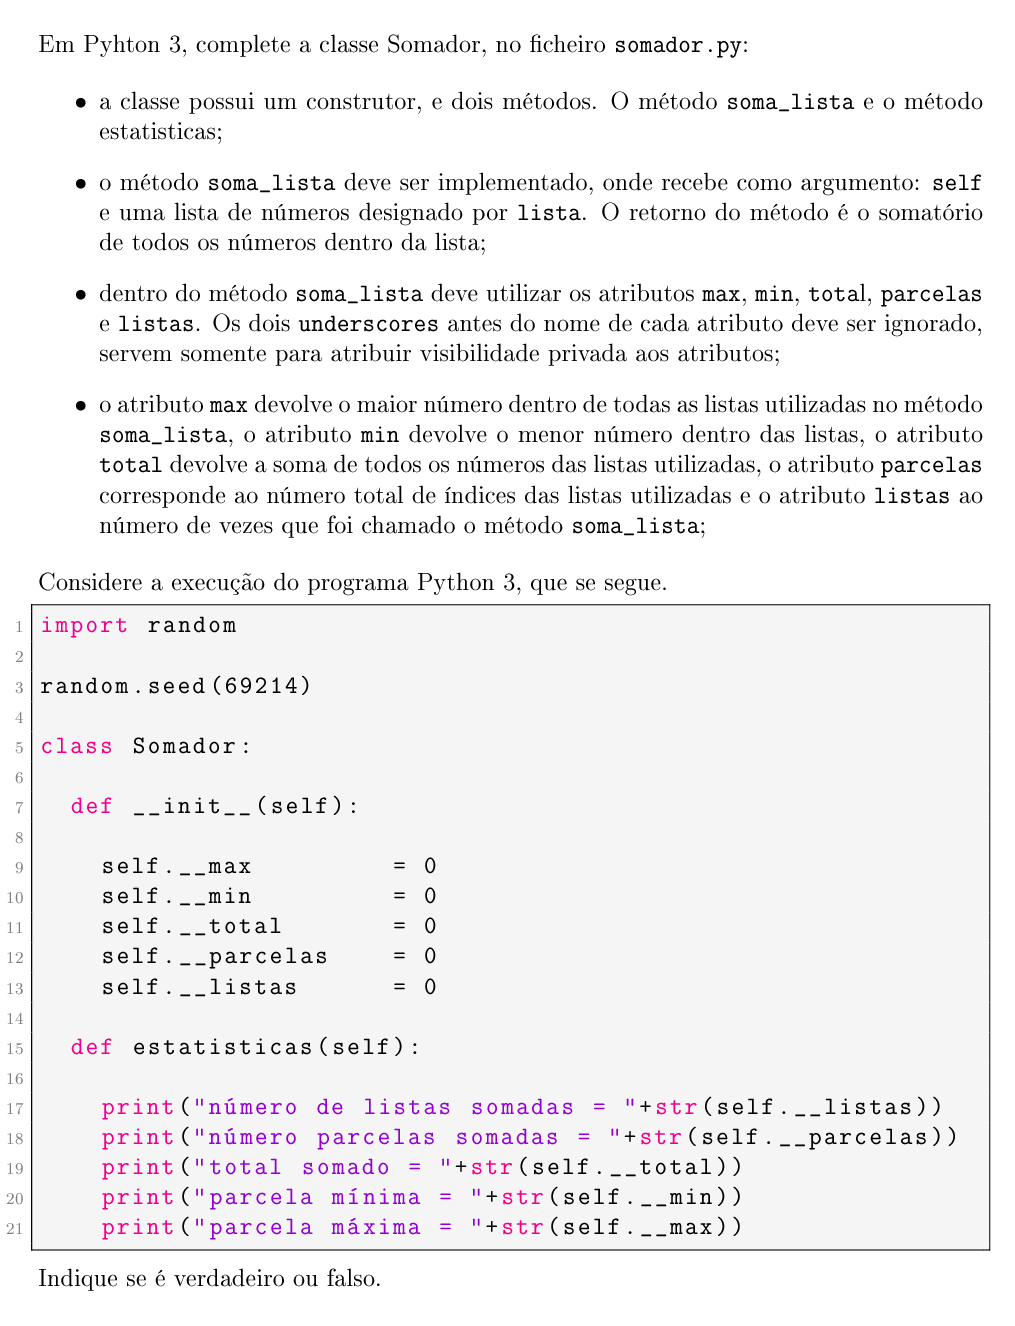 Em Pyhton 3, complete a classe Somador, no ficheiro somador.py:
• a classe possui um construtor, e dois métodos. O método soma_lista e o método
estatisticas;
• o método soma_lista deve ser implementado, onde recebe como argumento: self
e uma lista de números designado por lista. O retorno do método é o somatório
de todos os números dentro da lista;
• dentro do método soma_lista deve utilizar os atributos max, min, total, parcelas
e listas. Os dois underscores antes do nome de cada atributo deve ser ignorado,
servem somente para atribuir visibilidade privada aos atributos;
• o atributo max devolve o maior número dentro de todas as listas utilizadas no método
soma_lista, o atributo min devolve o menor número dentro das listas, o atributo
total devolve a soma de todos os números das listas utilizadas, o atributo parcelas
corresponde ao número total de índices das listas utilizadas e o atributo listas ao
número de vezes que foi chamado o método soma_lista;
Considere a execução do programa Python 3, que se segue.
1 import random
2
3 random.seed(69214)
4
5 class Somador:
6
7 def __init__(self):
8
9 self.__max = 0
10 self.__min = 0
11 self.__total = 0
12 self.__parcelas = 0
13 self.__listas = 0
14
15 def estatisticas(self):
16
17 print("número de listas somadas = "+str(self.__listas))
18 print("número parcelas somadas = "+str(self.__parcelas))
19 print("total somado = "+str(self.__total))
20 print("parcela mínima = "+str(self.__min))
21 print("parcela máxima = "+str(self.__max))
Indique se é verdadeiro ou falso.